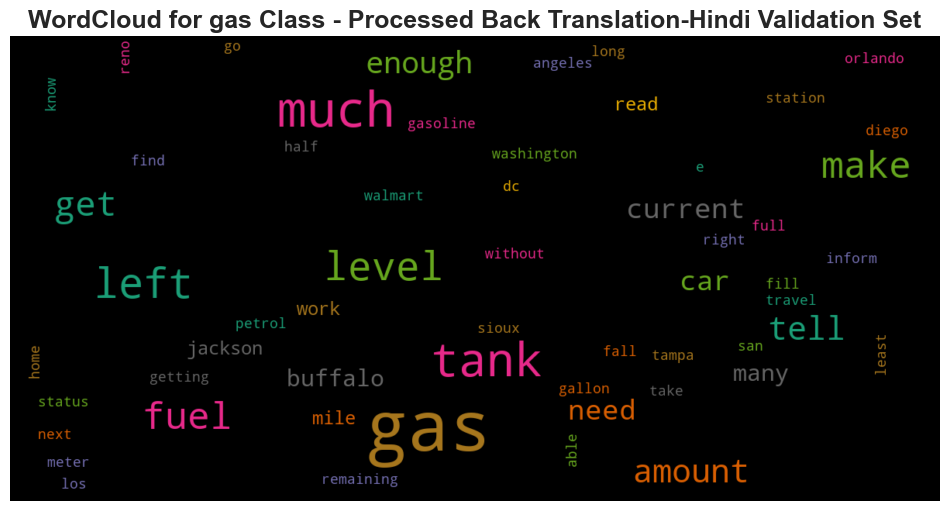 WordCloud for gas Class - Processed Back Translation-Hindi Validation Set
reno
go
long
enough
angeles
orlando
know
much
read
station
gasoline
diego
half
find
washington
e
make
dc
walmart
get
current
full
right
without
inform
left
level
car
fill
travel
work
petrol
sioux
tell
jackson
san
home
tank
fall
tampa
least
getting
buffalo
many
gallon
take
status
fuel
mile
need
gas
next
able
meter
los
remaining
amount